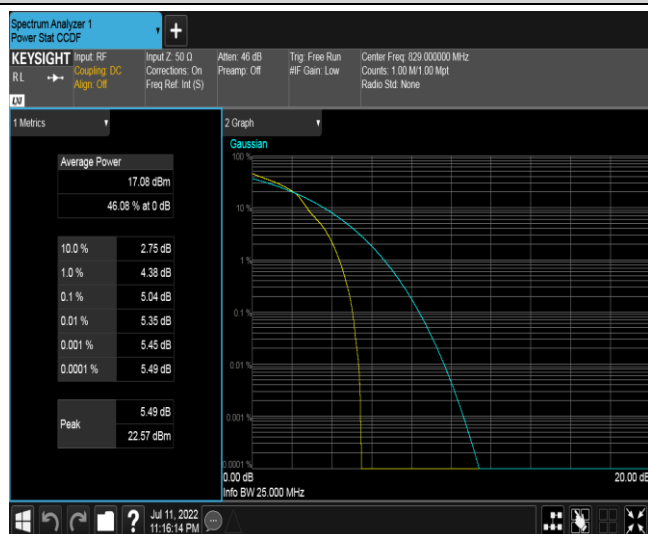 Spectrum Analyzer 1
Power Stat CCDF
KEYSIGHT
RL
LXI
Input: RF
Coupling: DC
Align: Off
Input Z: 50 Ω
Corrections: On
Freq Ref: Int (S)
Atten: 46 dB
Preamp: Off
Trig: Free Run
#IF Gain: Low
Center Freq: 829.000000 MHz
Counts: 1.00 M/1.00 Mpt
Radio Std: None
1 Metrics
Average Power
17.08 dBm
46.08 % at 0 dB
10.0 % 2.75 dB
1.0 % 4.38 dB
0.1 % 5.04 dB
0.01 % 5.35 dB
0.001 % 5.45 dB
0.0001 % 5.49 dB
Peak
5.49 dB
22.57 dBm
2 Graph
Gaussian
100 %
10 %
1 %
0.1 %
0.01 %
0.001 %
0.0001 %
0.00 dB
20.00 dB
Info BW 25.000 MHz
?
Jul 11, 2022
11:16:14 PM